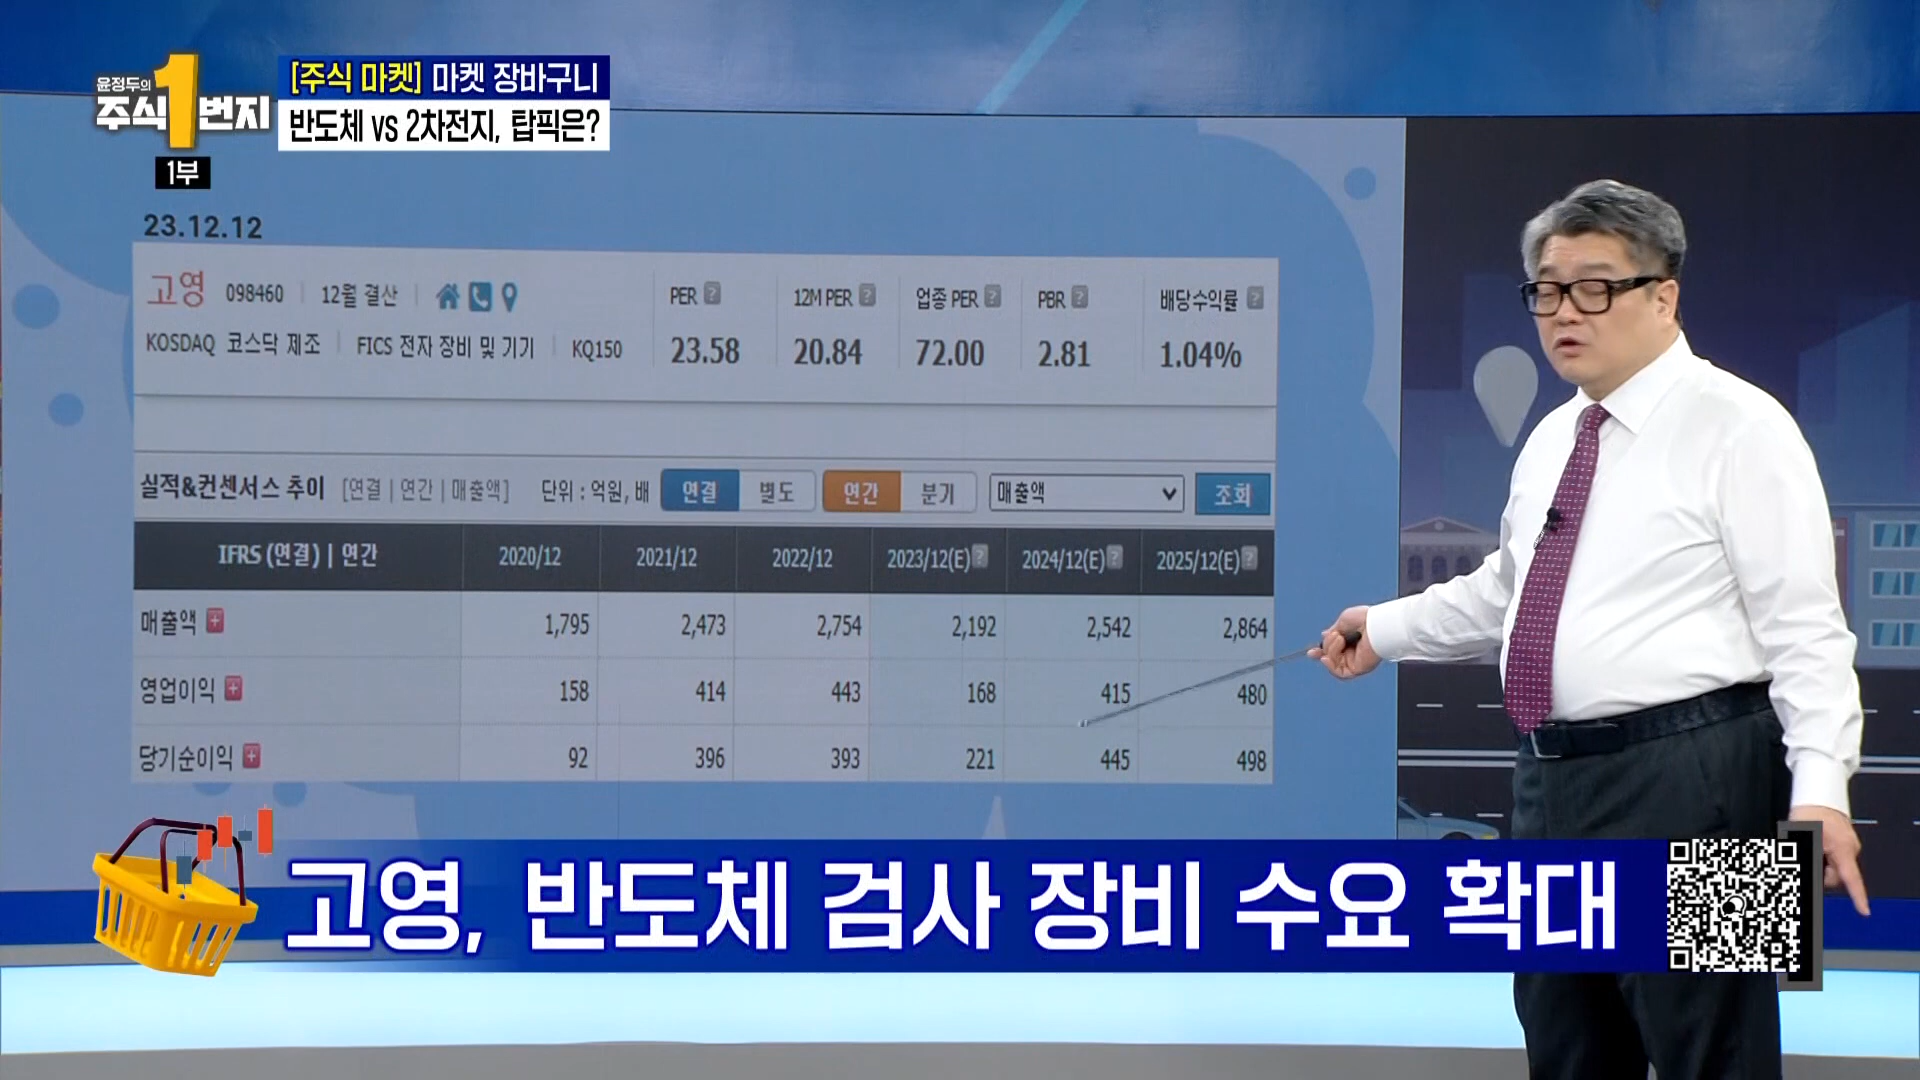 윤정두의
주식1번지
1부
[주식 마켓] 마켓 장바구니
반도체 vs 2차전지, 탑픽은?
23.12.12
고영 098460 12월 결산
KOSDAQ 코스닥 제조 | FICS 전자 장비 및 기기 | KQ150
PER ? 12M PER ? 업종 PER ? PBR ? 배당수익률 ?
23.58 20.84 72.00 2.81 1.04%
실적&컨센서스 추이 [연결 | 연간 | 매출액] 단위 : 억원, 배 연결 별도 연간 분기 매출액 조회
IFRS (연결) | 연간 2020/12 2021/12 2022/12 2023/12(E) ? 2024/12(E) ? 2025/12(E) ?
매출액 + 1,795 2,473 2,754 2,192 2,542 2,864
영업이익 + 158 414 443 168 415 480
당기순이익 + 92 396 393 221 445 498
고영, 반도체 검사 장비 수요 확대